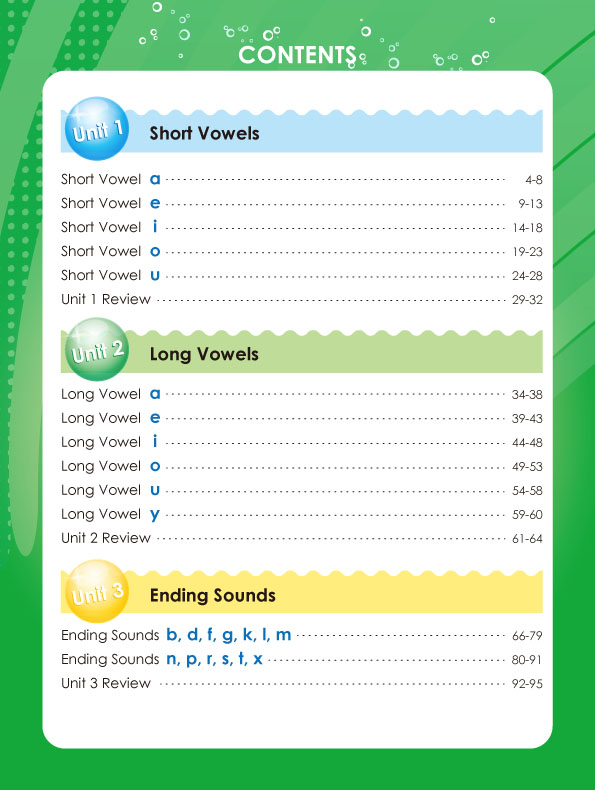 CONTENTS
Unit 1 Short Vowels
Short Vowel a 4-8
Short Vowel e 9-13
Short Vowel i 14-18
Short Vowel o 19-23
Short Vowel u 24-28
Unit 1 Review 29-32
Unit 2 Long Vowels
Long Vowel a 34-38
Long Vowel e 39-43
Long Vowel i 44-48
Long Vowel o 49-53
Long Vowel u 54-58
Long Vowel y 59-60
Unit 2 Review 61-64
Unit 3 Ending Sounds
Ending Sounds b, d, f, g, k, l, m 66-79
Ending Sounds n, p, r, s, t, x 80-91
Unit 3 Review 92-95